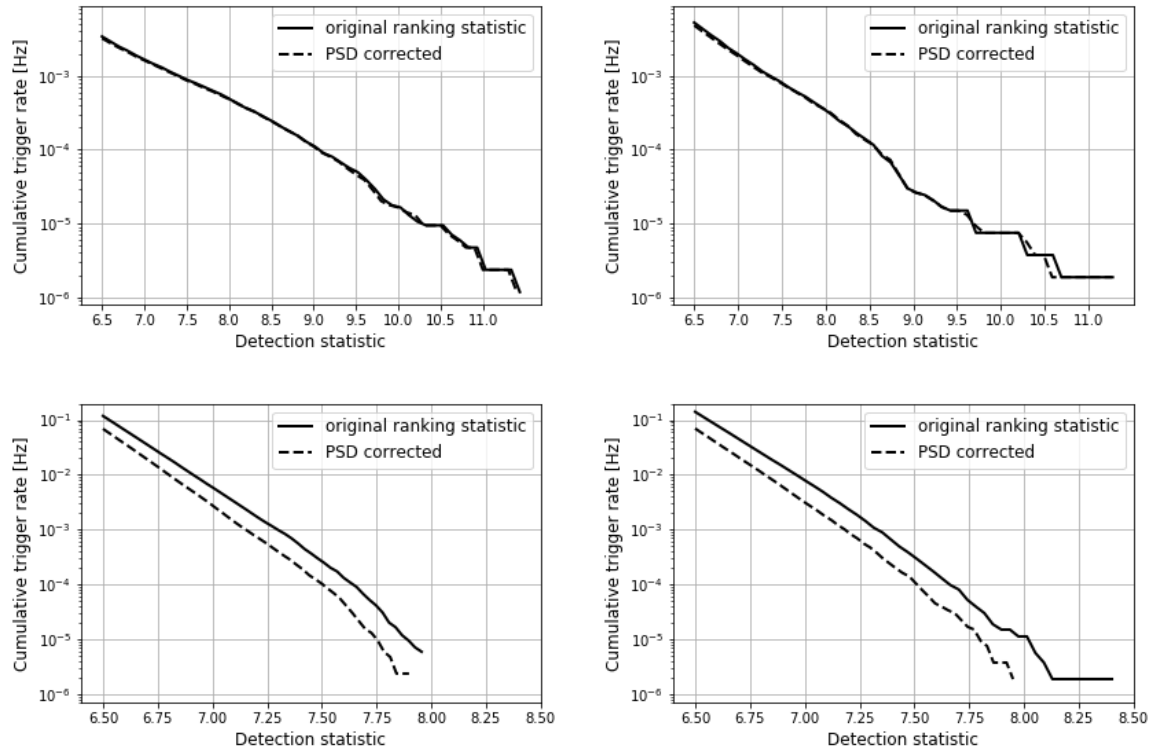 original ranking statistic
PSD corrected
Cumulative trigger rate [Hz]
10^-3
10^-4
10^-5
10^-6
6.5 7.0 7.5 8.0 8.5 9.0 9.5 10.0 10.5 11.0
Detection statistic
original ranking statistic
PSD corrected
Cumulative trigger rate [Hz]
10^-3
10^-4
10^-5
10^-6
6.5 7.0 7.5 8.0 8.5 9.0 9.5 10.0 10.5 11.0
Detection statistic
original ranking statistic
PSD corrected
Cumulative trigger rate [Hz]
10^-1
10^-2
10^-3
10^-4
10^-5
10^-6
6.50 6.75 7.00 7.25 7.50 7.75 8.00 8.25 8.50
Detection statistic
original ranking statistic
PSD corrected
Cumulative trigger rate [Hz]
10^-1
10^-2
10^-3
10^-4
10^-5
10^-6
6.50 6.75 7.00 7.25 7.50 7.75 8.00 8.25 8.50
Detection statistic